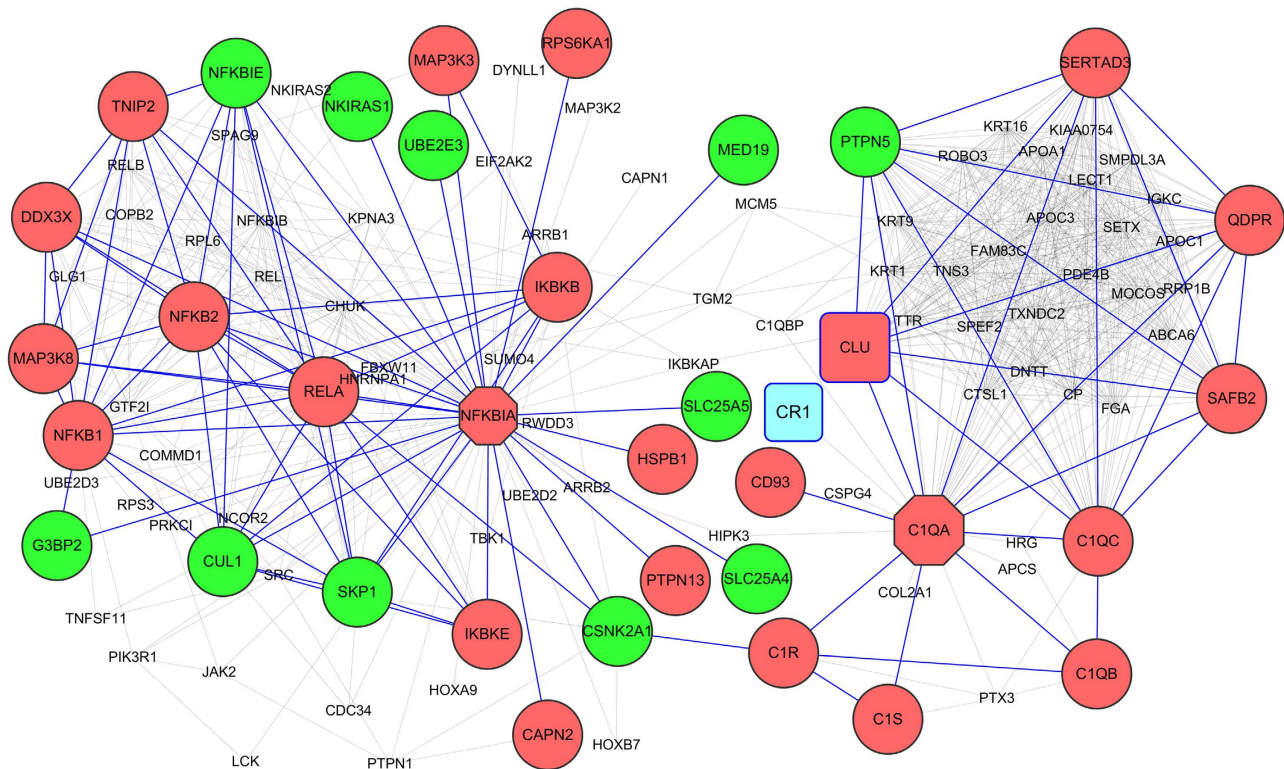 RPS6KA1
MAP3K3
SERTAD3
DYNLL1
NFKBIE
NKIRAS2
TNIP2
NKIRAS1
MAP3K2
KRT16
KIAA0754
SPAG9
UBE2E3
MED19
PTPN5
ROBO3
APOA1
SMPDL3A
EIF2AK2
RELB
CAPN1
LECT1
IGKC
MCM5
DDX3X
COPB2
NFKBIB
KPNA3
KRT9
APOC3
SETX
QDPR
ARRB1
RPL6
FAM83C
APOC1
GLG1
REL
KRT1
TNS3
PDE4B
RRP1B
IKBKB
MOCOS
TGM2
CHUK
NFKB2
TXNDC2
C1QBP
TTR
SPEF2
ABCA6
CLU
MAP3K8
SUMO4
IKBKAP
FBXW11
DNTT
HNRNPA1
RELA
CTSL1
CP
SAFB2
GTF2I
SLC25A5
FGA
CR1
NFKBIA
RWDD3
NFKB1
COMMD1
HSPB1
UBE2D3
CD93
CSPG4
ARRB2
UBE2D2
RPS3
NCOR2
PRKCI
C1QA
TBK1
HIPK3
HRG
C1QC
G3BP2
CUL1
APCS
SRC
PTPN13
SLC25A4
SKP1
COL2A1
TNFSF11
CSNK2A1
IKBKE
C1R
PIK3R1
JAK2
C1QB
HOXA9
PTX3
CDC34
C1S
CAPN2
HOXB7
LCK
PTPN1